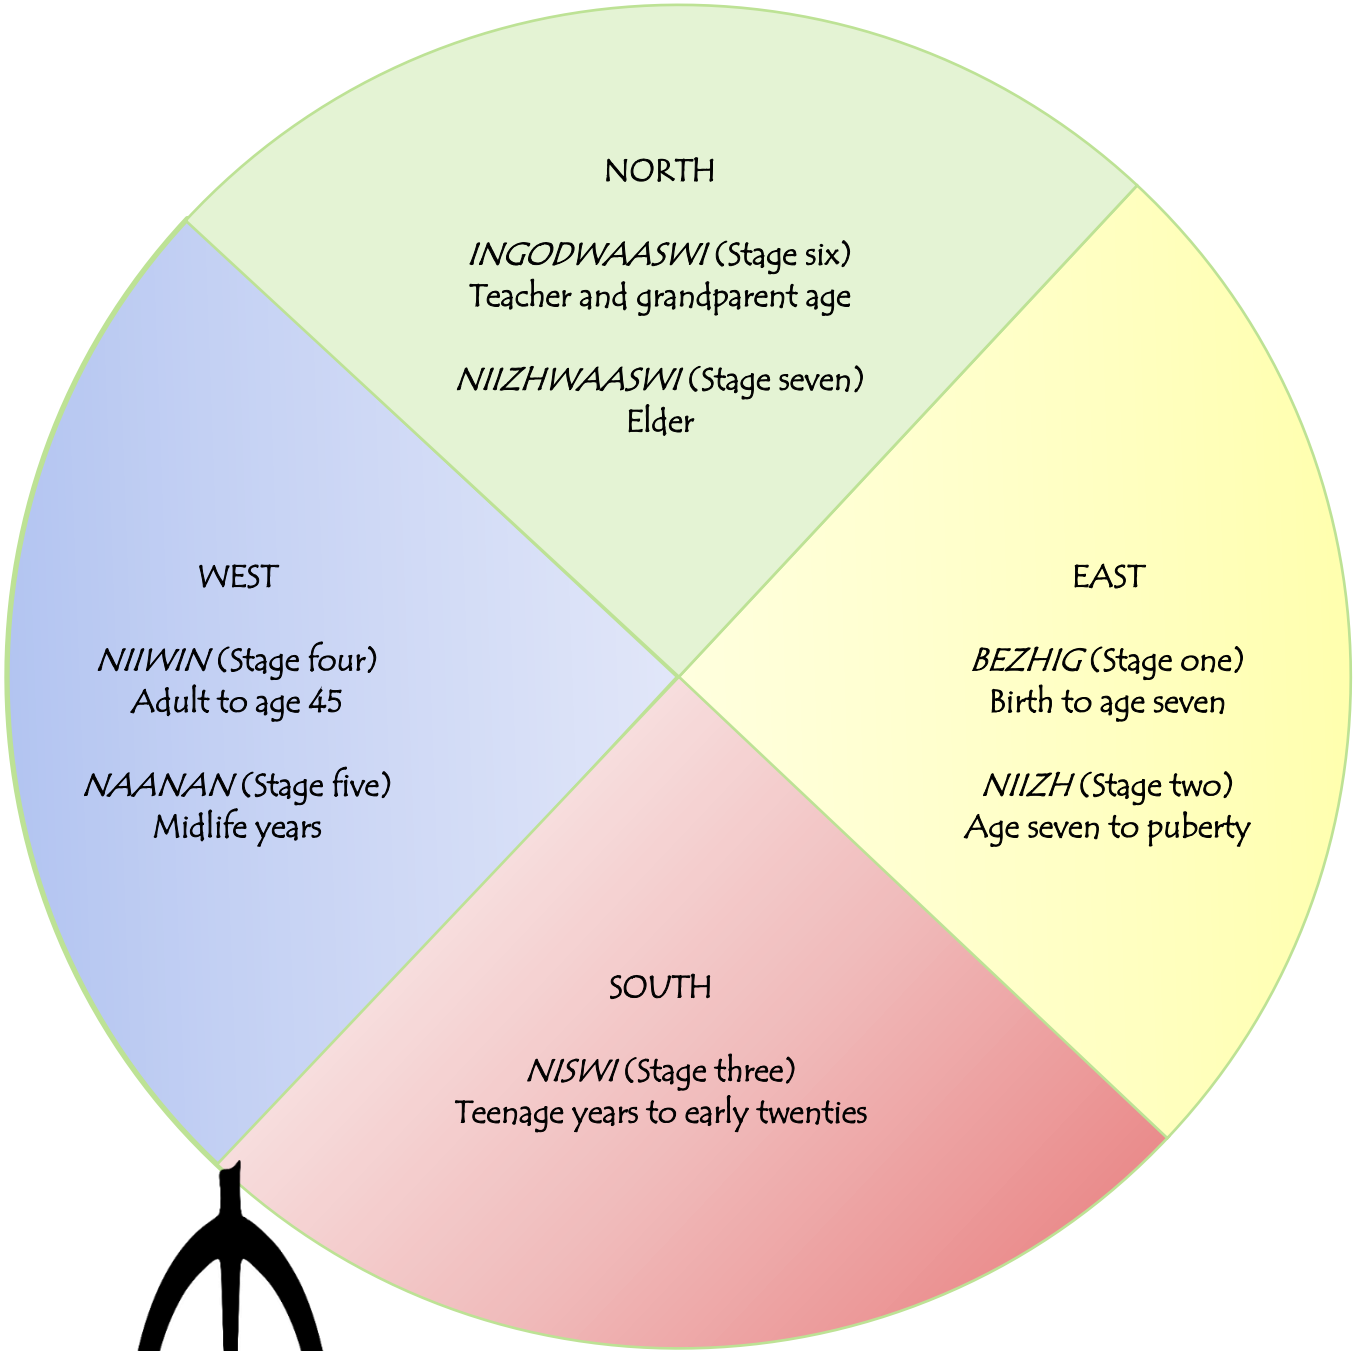 NORTH
INGODWAASWI (Stage six)
Teacher and grandparent age
NIIZHWAASWI (Stage seven)
Elder
WEST
NIIWIN (Stage four)
Adult to age 45
NAANAN (Stage five)
Midlife years
EAST
BEZHIG (Stage one)
Birth to age seven
NIIZH (Stage two)
Age seven to puberty
SOUTH
NISWI (Stage three)
Teenage years to early twenties